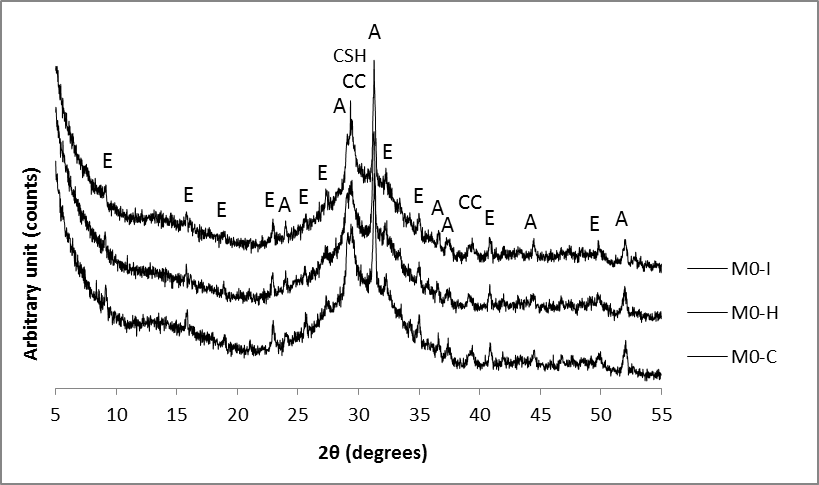 A
CSH
CC
A
E
E
E
E
A
E
E
E
E
A
A
CC
E
A
E
A
Arbitrary unit (counts)
M0-I
M0-H
M0-C
5 10 15 20 25 30 35 40 45 50 55
2θ (degrees)